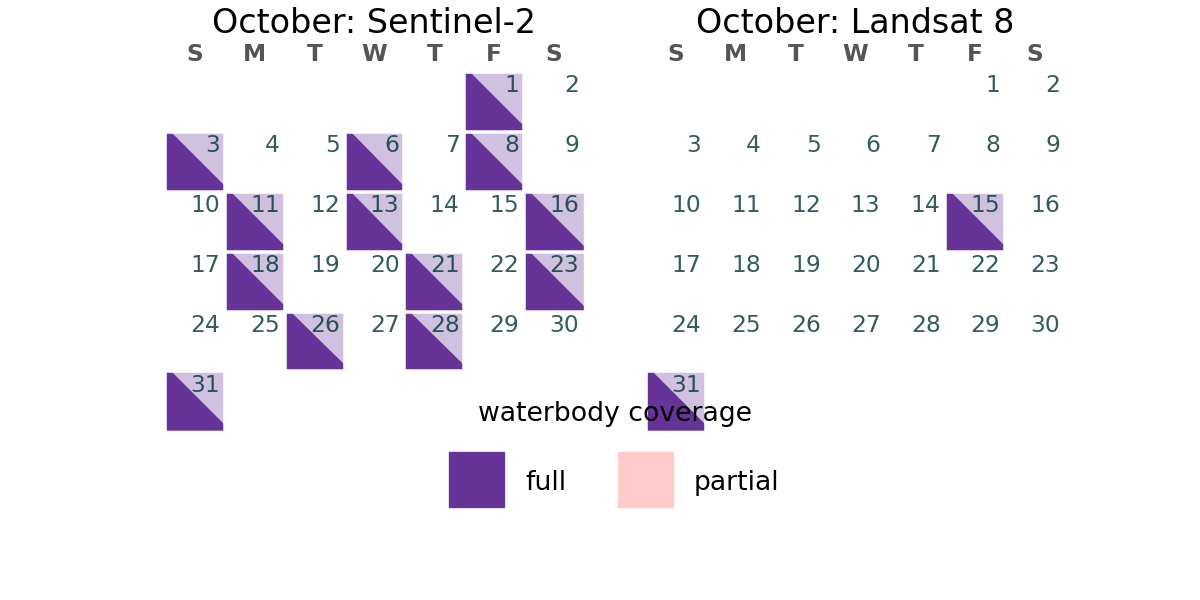 October: Sentinel-2
S M T W T F S
1 2
3 4 5 6 7 8 9
10 11 12 13 14 15 16
17 18 19 20 21 22 23
24 25 26 27 28 29 30
31
October: Landsat 8
S M T W T F S
1 2
3 4 5 6 7 8 9
10 11 12 13 14 15 16
17 18 19 20 21 22 23
24 25 26 27 28 29 30
31
waterbody coverage
full
partial